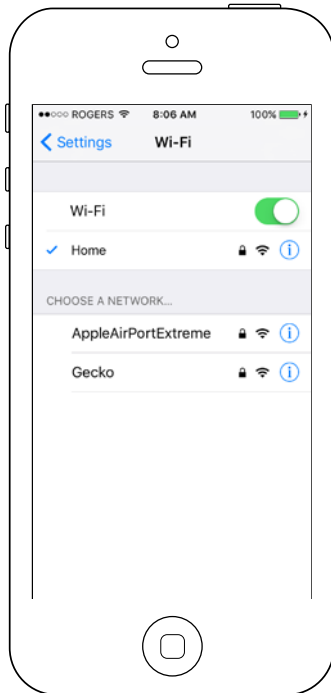 ROGERS 8:06 AM 100%
Settings Wi-Fi
Wi-Fi
Home
CHOOSE A NETWORK...
AppleAirPortExtreme
Gecko